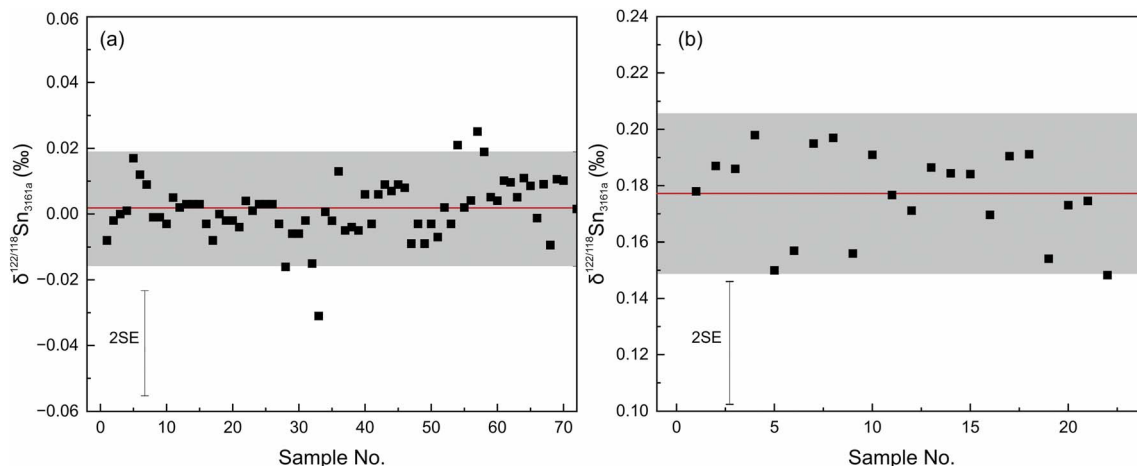 (a)
0.06
0.04
0.02
0.00
−0.02
−0.04
−0.06
δ122/118Sn3161a (‰)
2SE
0 10 20 30 40 50 60 70
Sample No.
(b)
0.24
0.22
0.20
0.18
0.16
0.14
0.12
0.10
δ122/118Sn3161a (‰)
2SE
0 5 10 15 20
Sample No.